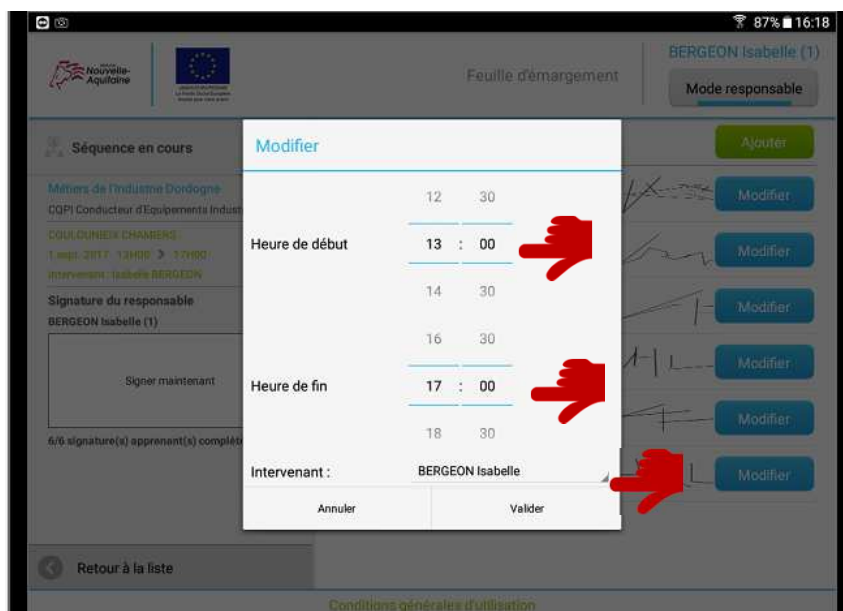 87% 16:18
Nouvelle-
Aquitaine
Feuille d'émargement
BERGEON Isabelle (1)
Mode responsable
Séquence en cours
Ajouter
Métiers de l'Industrie Dordogne
CQPI Conducteur d'Equipements Indust
COULOUNIEIX CHAMIERS
1 sept. 2017 13H00 > 17H00
Intervenant : Isabelle BERGEON
Signature du responsable
BERGEON Isabelle (1)
Signer maintenant
6/6 signature(s) apprenant(s) complèt
Modifier
12 30
Heure de début 13 : 00
14 30
16 30
Heure de fin 17 : 00
18 30
Intervenant : BERGEON Isabelle
Annuler Valider
Modifier
Modifier
Modifier
Modifier
Modifier
Modifier
Retour à la liste
Conditions générales d'utilisation